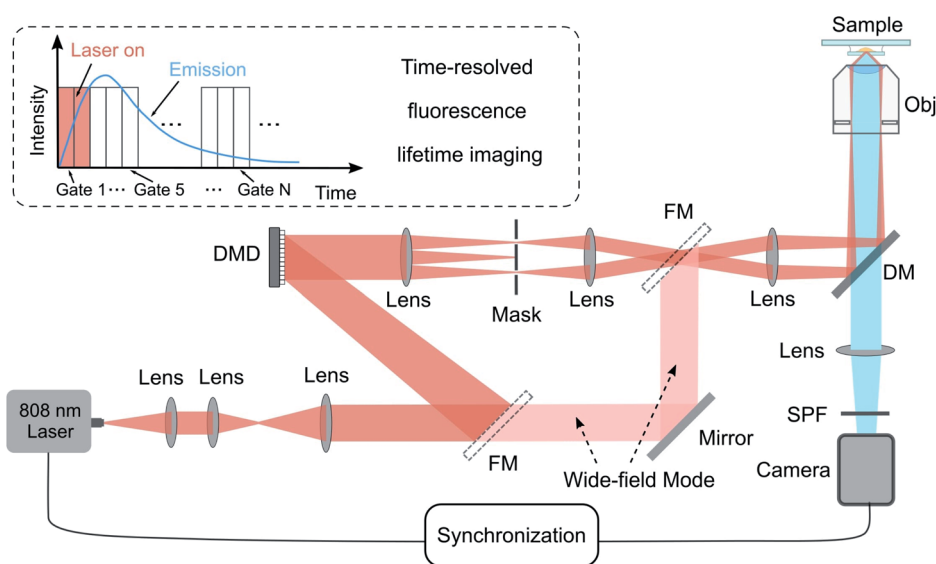 Laser on
Emission
Intensity
Gate 1 ··· Gate 5 ··· Gate N
Time
Time-resolved
fluorescence
lifetime imaging
Sample
Obj
FM
DMD
Lens
Mask
Lens
Lens
DM
Lens
Lens
Lens
Lens
808 nm
Laser
SPF
FM
Mirror
Camera
Wide-field Mode
Synchronization